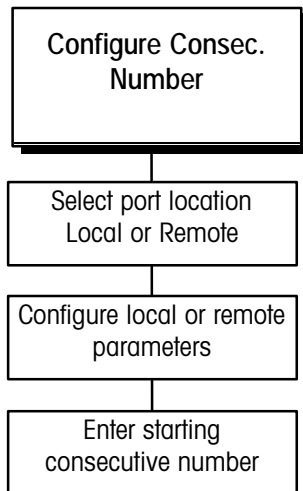 Configure Consec.
Number
Select port location
Local or Remote
Configure local or remote
parameters
Enter starting
consecutive number